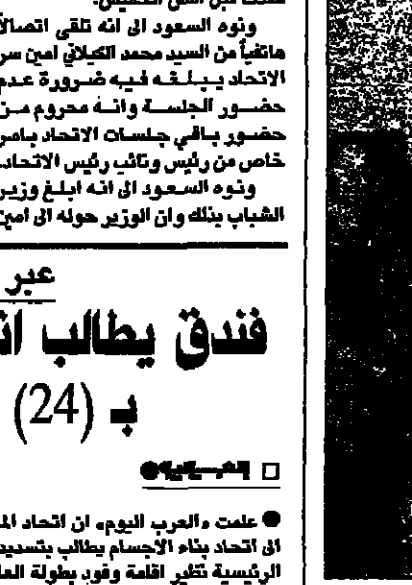 ونوه السعود الى انه تلقى اتصالاً
هاتفياً من السيد محمد الكيلاني امين سر
الاتحاد يبلغه فيه ضرورة عدم
حضور الجلسة وانه محروم من
حضور باقي جلسات الاتحاد بامر
خاص من رئيس ونائب رئيس الاتحاد.
ونوه السعود الى انه ابلغ وزير
الشباب بذلك وان الوزير حوله الى امين
عبر
فندق يطالب
بـ (24)
● علمت «العرب اليوم» ان اتحاد
الى اتحاد بناء الاجسام يطالب بتسديد
الرئيسية نظير اقامة وفود بطولة